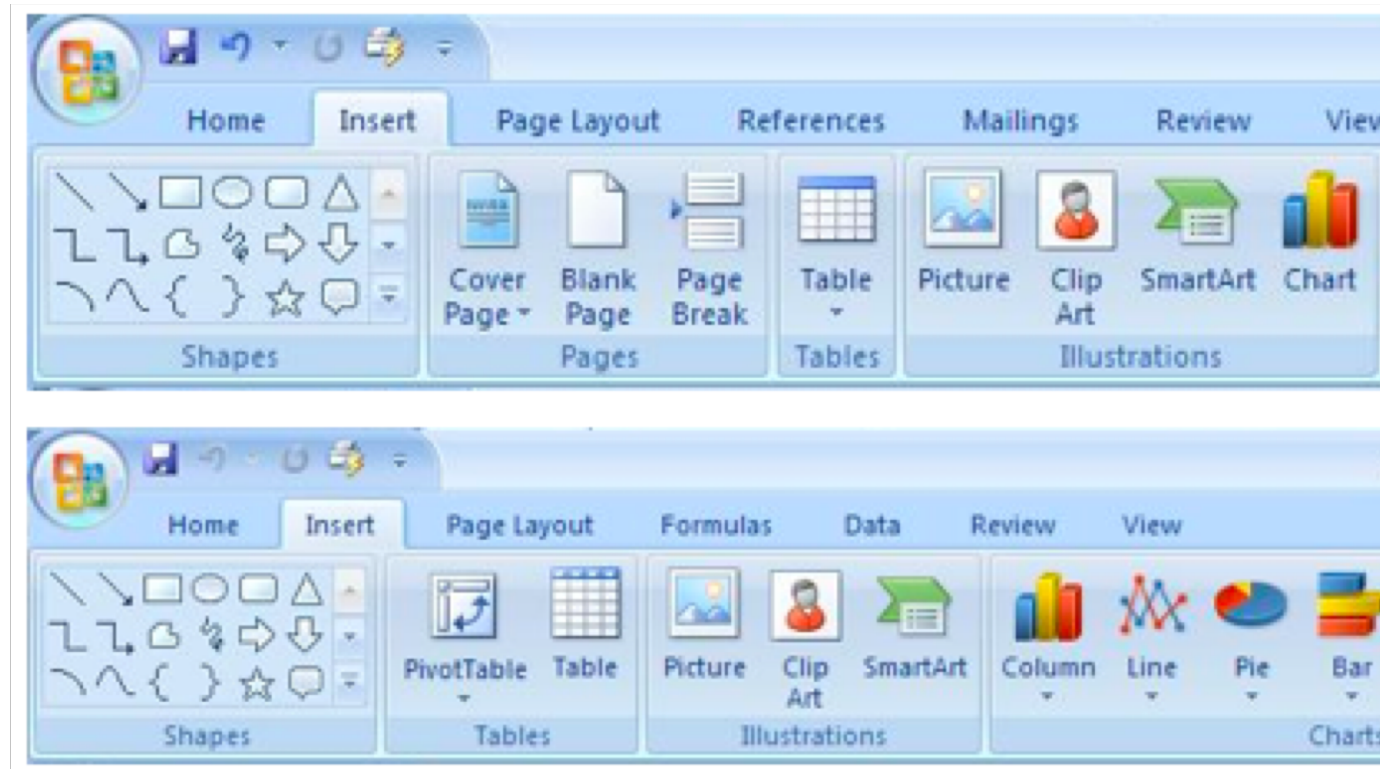 Home Insert Page Layout References Mailings Review View
Cover Page Blank Page Page Break Table Picture Clip Art SmartArt Chart
Shapes Pages Tables Illustrations
Home Insert Page Layout Formulas Data Review View
PivotTable Table Picture Clip Art SmartArt Column Line Pie Bar
Shapes Tables Illustrations Charts